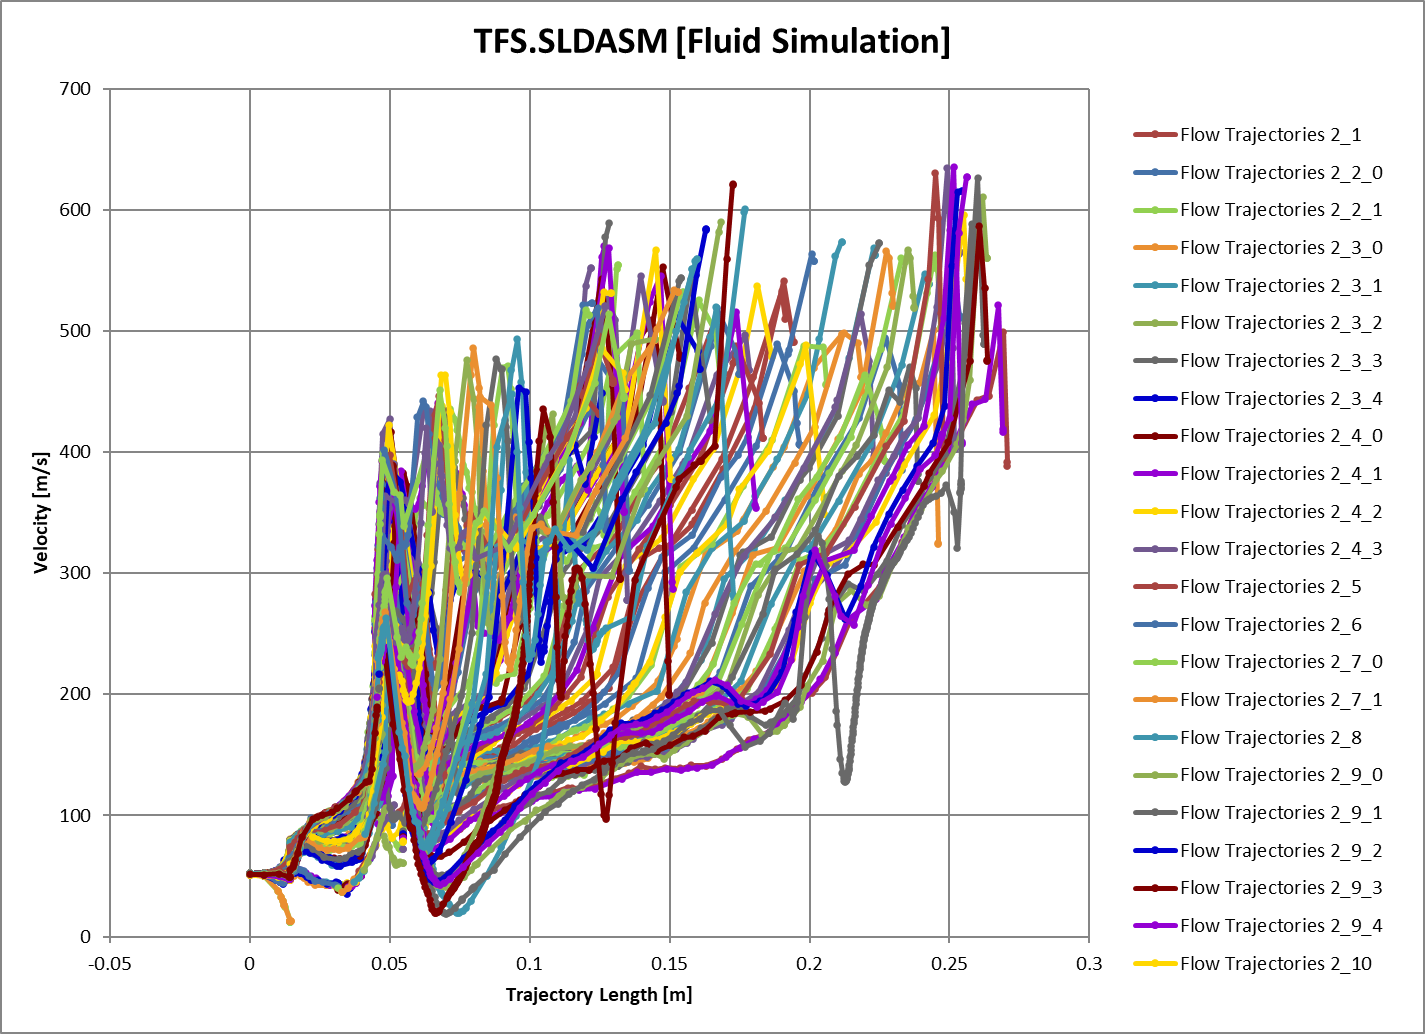 TFS.SLDASM [Fluid Simulation]
700
600
500
400
300
200
100
0
Velocity [m/s]
-0.05
0
0.05
0.1
0.15
0.2
0.25
0.3
Trajectory Length [m]
Flow Trajectories 2_1
Flow Trajectories 2_2_0
Flow Trajectories 2_2_1
Flow Trajectories 2_3_0
Flow Trajectories 2_3_1
Flow Trajectories 2_3_2
Flow Trajectories 2_3_3
Flow Trajectories 2_3_4
Flow Trajectories 2_4_0
Flow Trajectories 2_4_1
Flow Trajectories 2_4_2
Flow Trajectories 2_4_3
Flow Trajectories 2_5
Flow Trajectories 2_6
Flow Trajectories 2_7_0
Flow Trajectories 2_7_1
Flow Trajectories 2_8
Flow Trajectories 2_9_0
Flow Trajectories 2_9_1
Flow Trajectories 2_9_2
Flow Trajectories 2_9_3
Flow Trajectories 2_9_4
Flow Trajectories 2_10